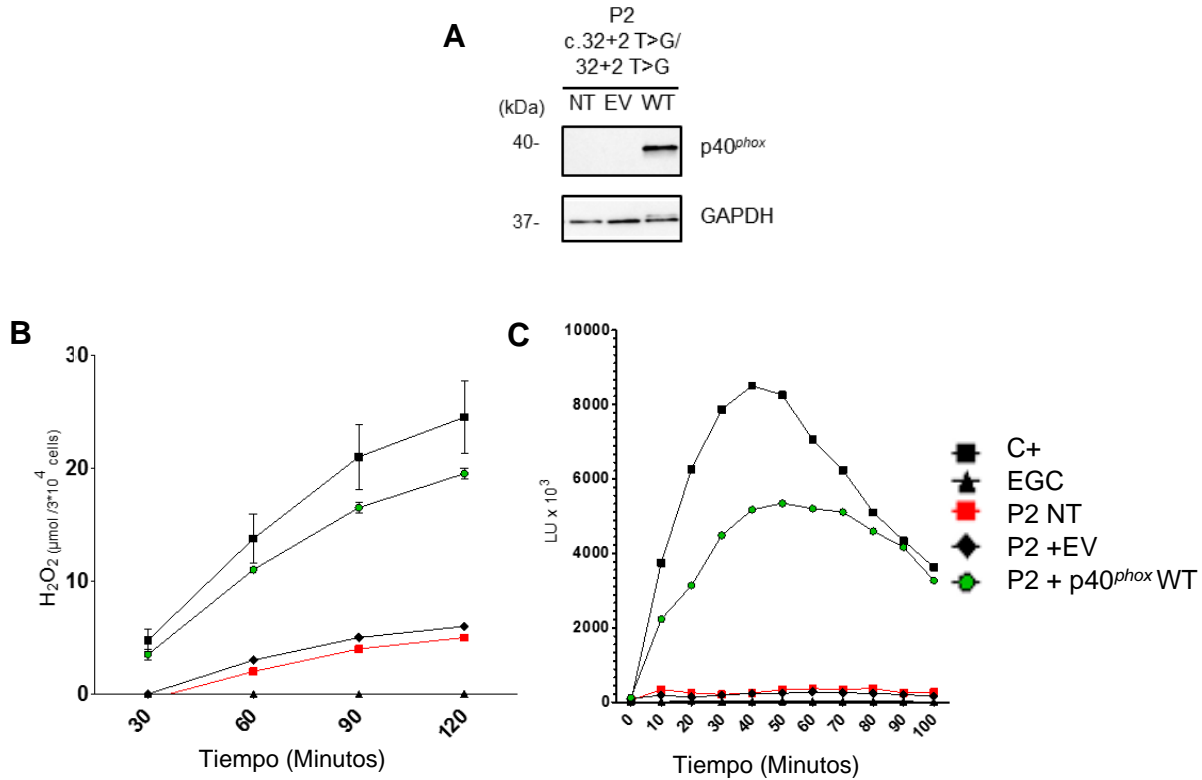 A
P2
c.32+2 T>G/
32+2 T>G
(kDa)
NT EV WT
40-
p40phox
37-
GAPDH
B
30
20
10
0
H2O2 (µmol /3*10^4 cells)
30 60 90 120
Tiempo (Minutos)
C
10000
8000
6000
4000
2000
0
LU x 10^3
0 10 20 30 40 50 60 70 80 90 100
Tiempo (Minutos)
C+
EGC
P2 NT
P2 +EV
P2 + p40phox WT